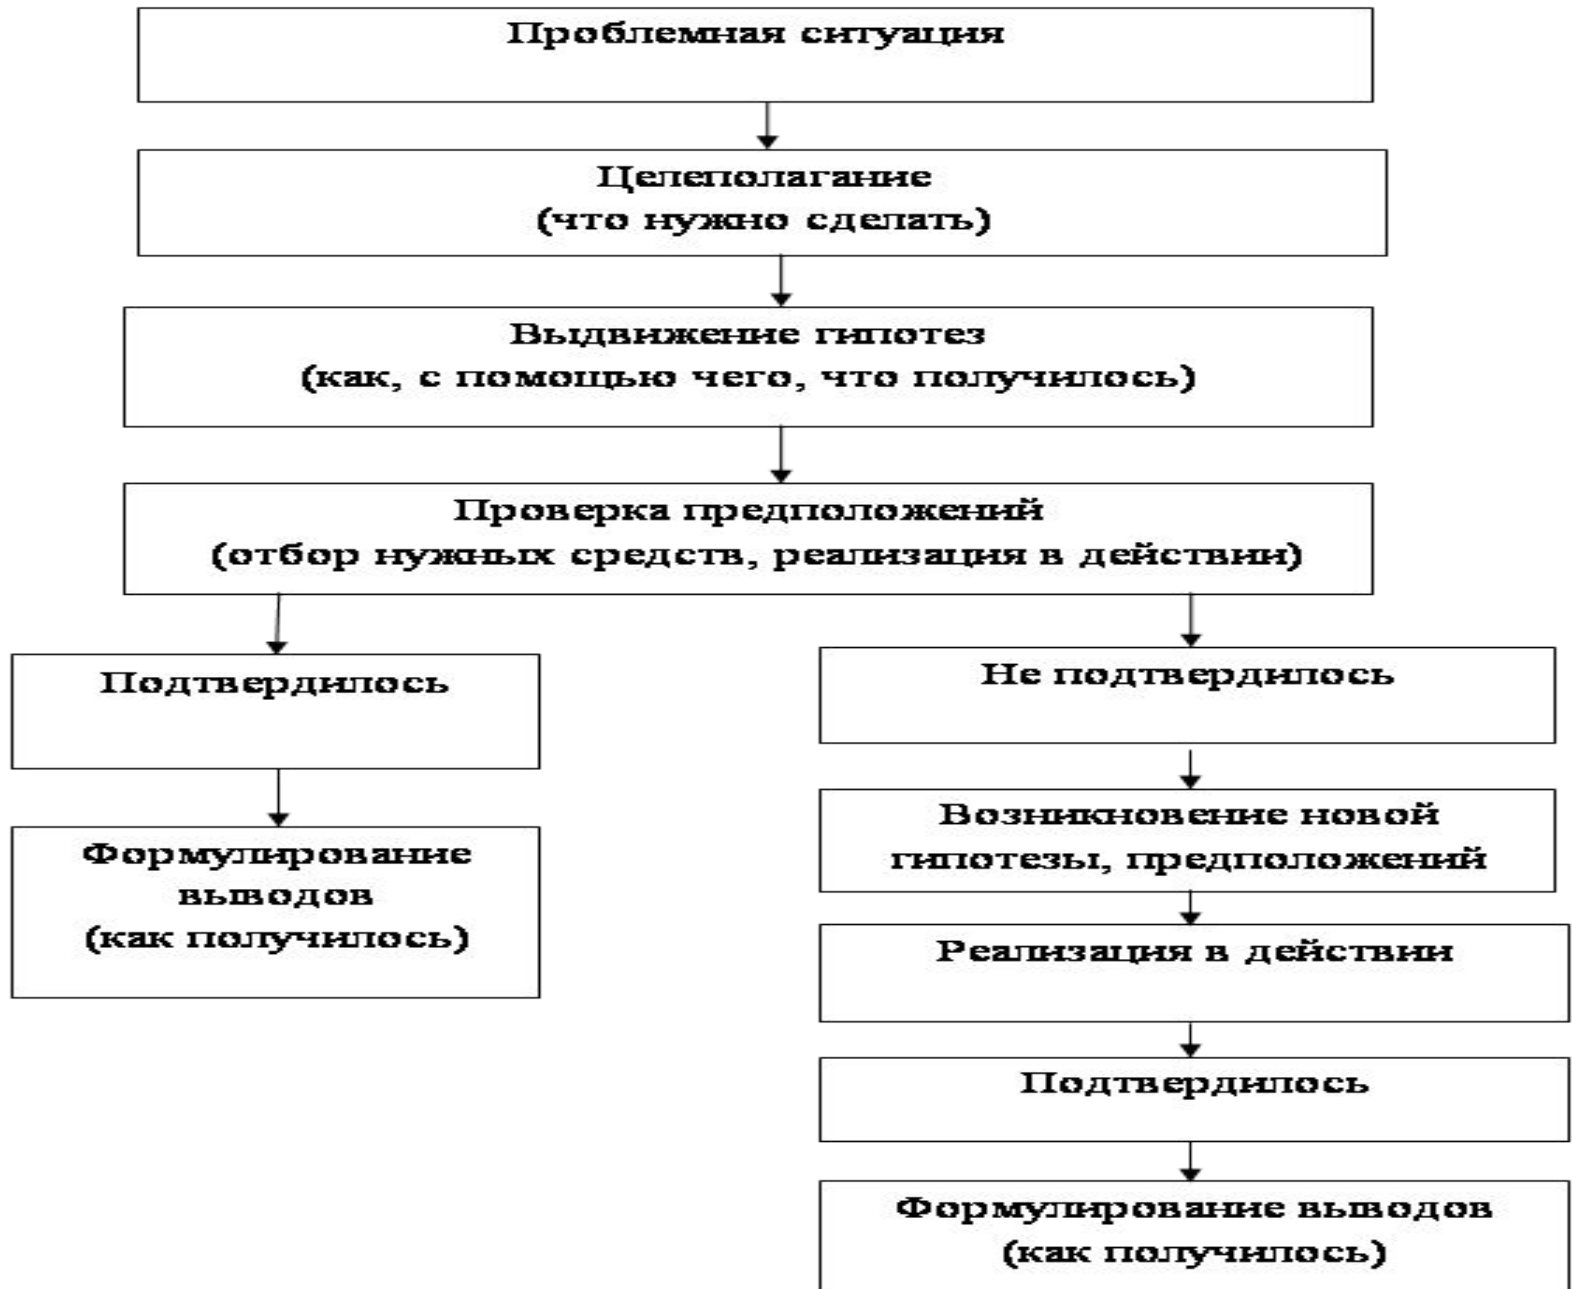 Проблемная ситуация
Целеполагание
(что нужно сделать)
Выдвижение гипотез
(как, с помощью чего, что получилось)
Проверка предположений
(отбор нужных средств, реализация в действии)
Подтвердилось
Формулирование
выводов
(как получилось)
Не подтвердилось
Возникновение новой
гипотезы, предположений
Реализация в действии
Подтвердилось
Формулирование выводов
(как получилось)